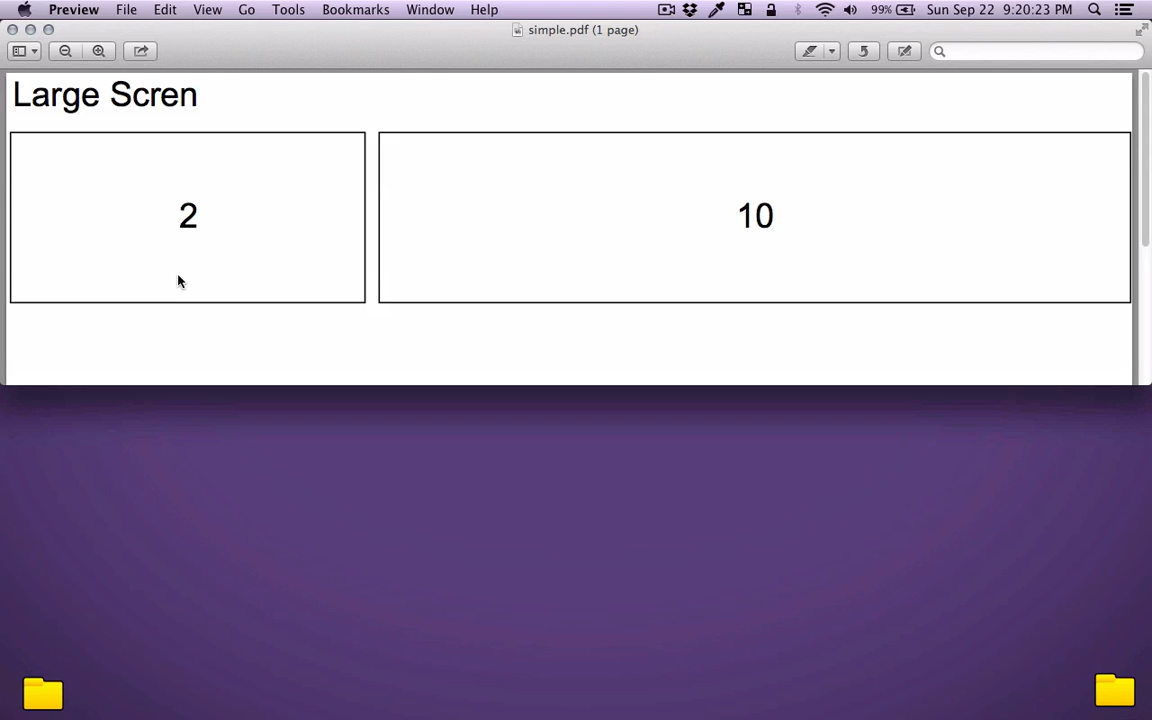 Preview File Edit View Go Tools Bookmarks Window Help 99% Sun Sep 22 9:20:23 PM
simple.pdf (1 page)
Large Scren
2 10